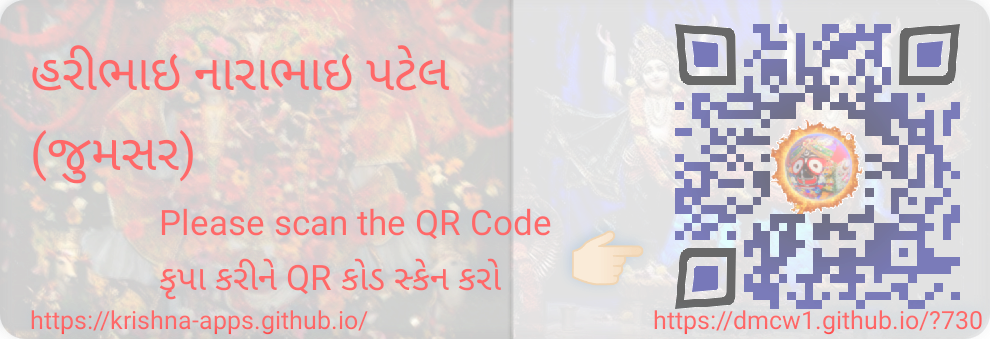 હરીભાઇ નારાભાઇ પટેલ
(જુમસર)
Please scan the QR Code
કૃપા કરીને QR કોડ સ્કેન કરો
https://krishna-apps.github.io/
https://dmcw1.github.io/?730